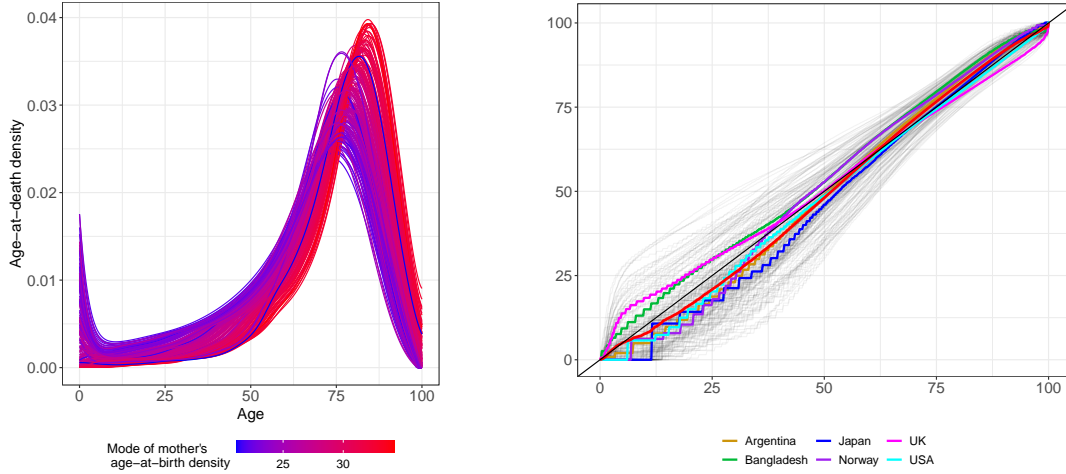 0.04
0.03
0.02
0.01
0.00
Age−at−death density
0 25 50 75 100
Age
Mode of mother's
age−at−birth density
25 30
100
75
50
25
0
0 25 50 75 100
Argentina Japan UK
Bangladesh Norway USA